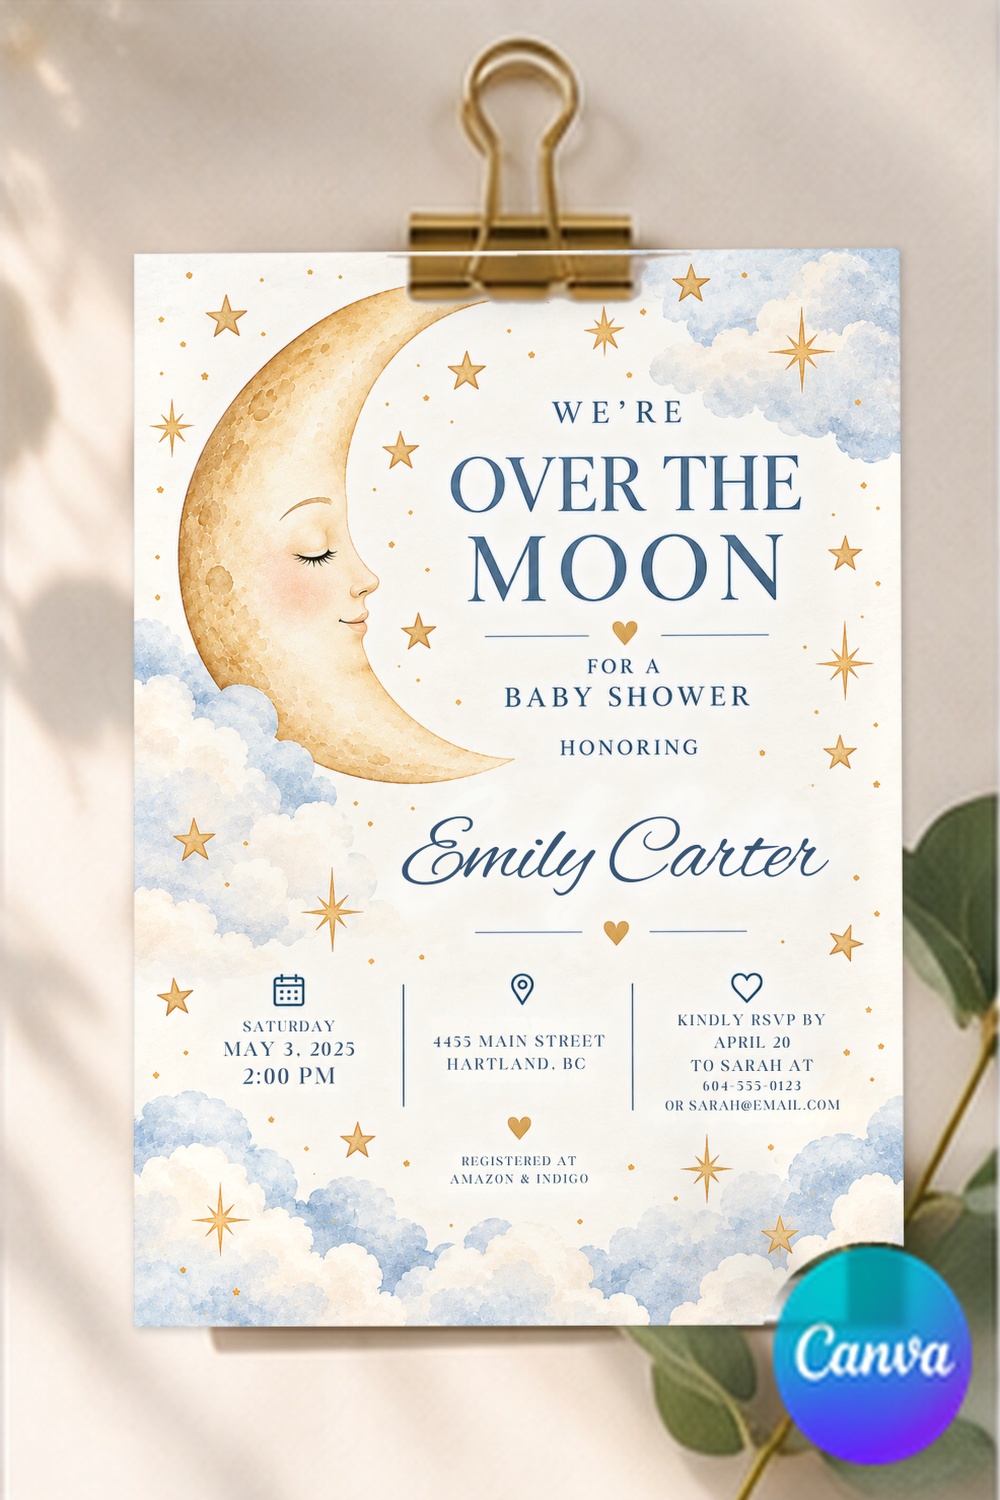 WE'RE
OVER THE
MOON
FOR A
BABY SHOWER
HONORING
Emily Carter
SATURDAY
MAY 3, 2025
2:00 PM
4455 MAIN STREET
HARTLAND, BC
KINDLY RSVP BY
APRIL 20
TO SARAH AT
604-555-0123
OR SARAH@EMAIL.COM
REGISTERED AT
AMAZON & INDIGO
Canva